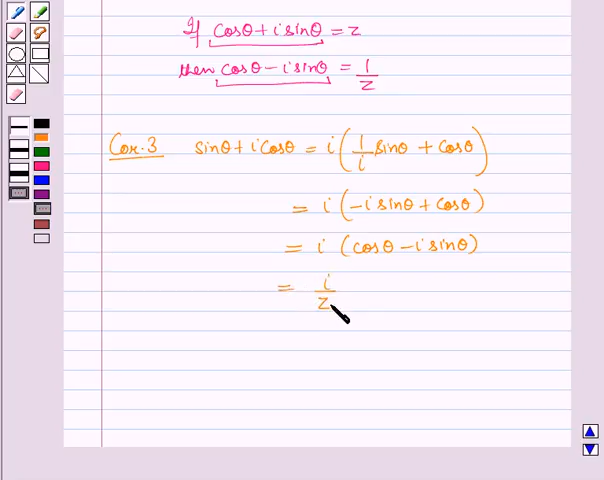 If cosθ + i sinθ = z
then cosθ - i sinθ = 1/z
Cor.3 sinθ + i cosθ = i (1/i sinθ + cosθ)
= i (-i sinθ + cosθ)
= i (cosθ - i sinθ)
= i/z